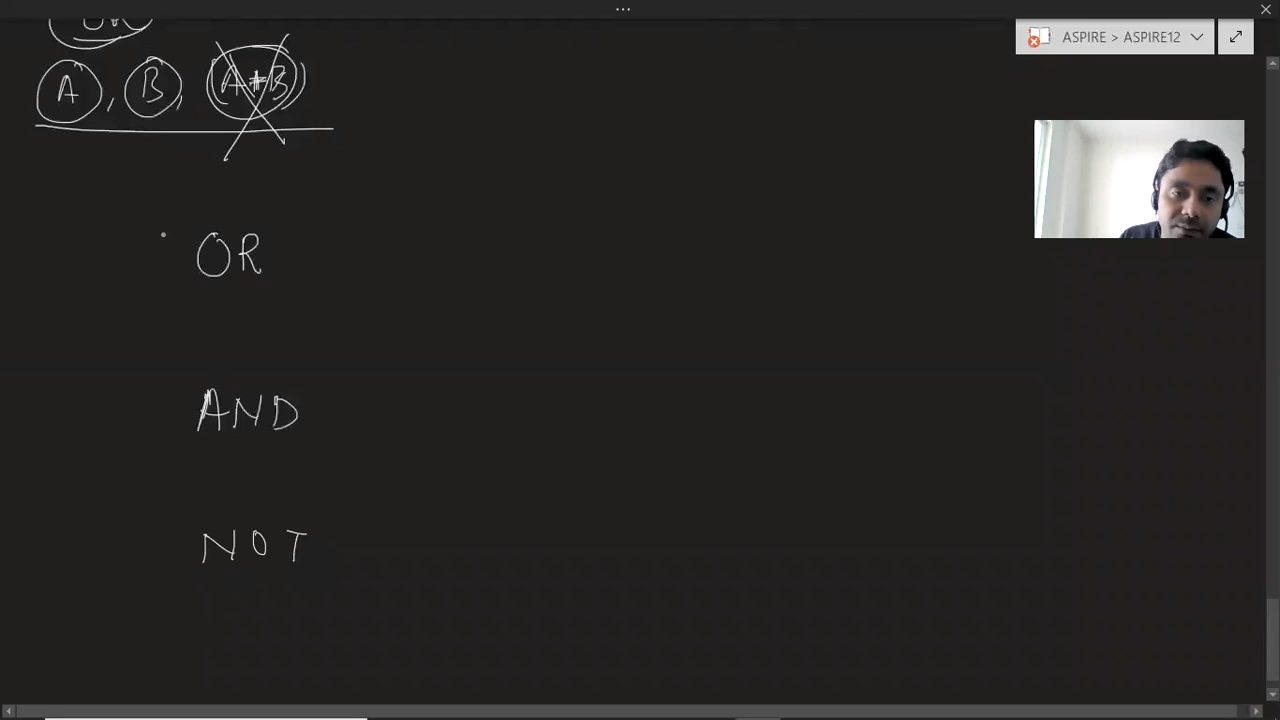 ASPIRE > ASPIRE12
A, B, (A+B)
OR
AND
NOT